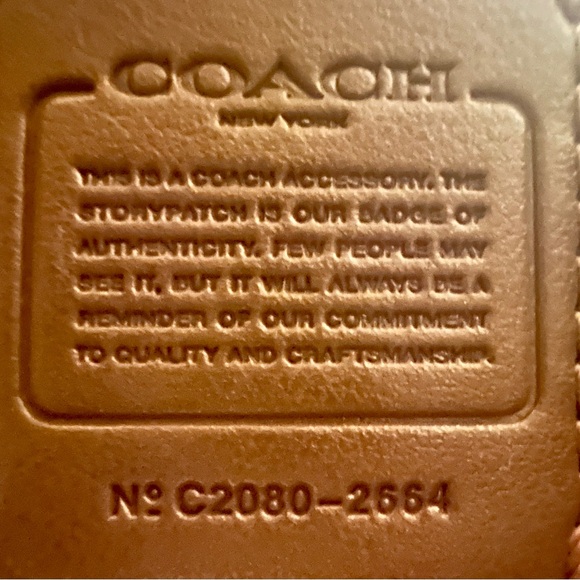 COACH
NEW YORK
THIS IS A COACH ACCESSORY. THE
STORYPATCH IS OUR BADGE OF
AUTHENTICITY. FEW PEOPLE MAY
SEE IT, BUT IT WILL ALWAYS BE A
REMINDER OF OUR COMMITMENT
TO QUALITY AND CRAFTSMANSHIP.
Nº C2080-2664